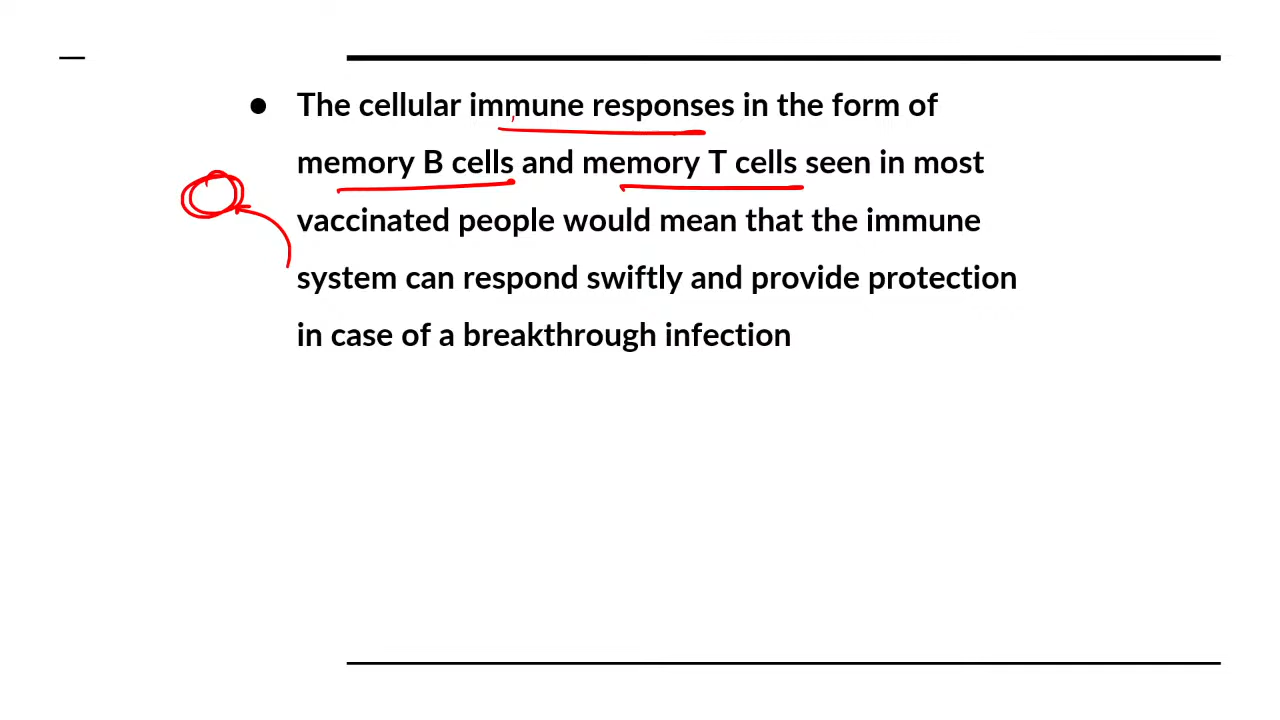 ● The cellular immune responses in the form of
memory B cells and memory T cells seen in most
vaccinated people would mean that the immune
system can respond swiftly and provide protection
in case of a breakthrough infection